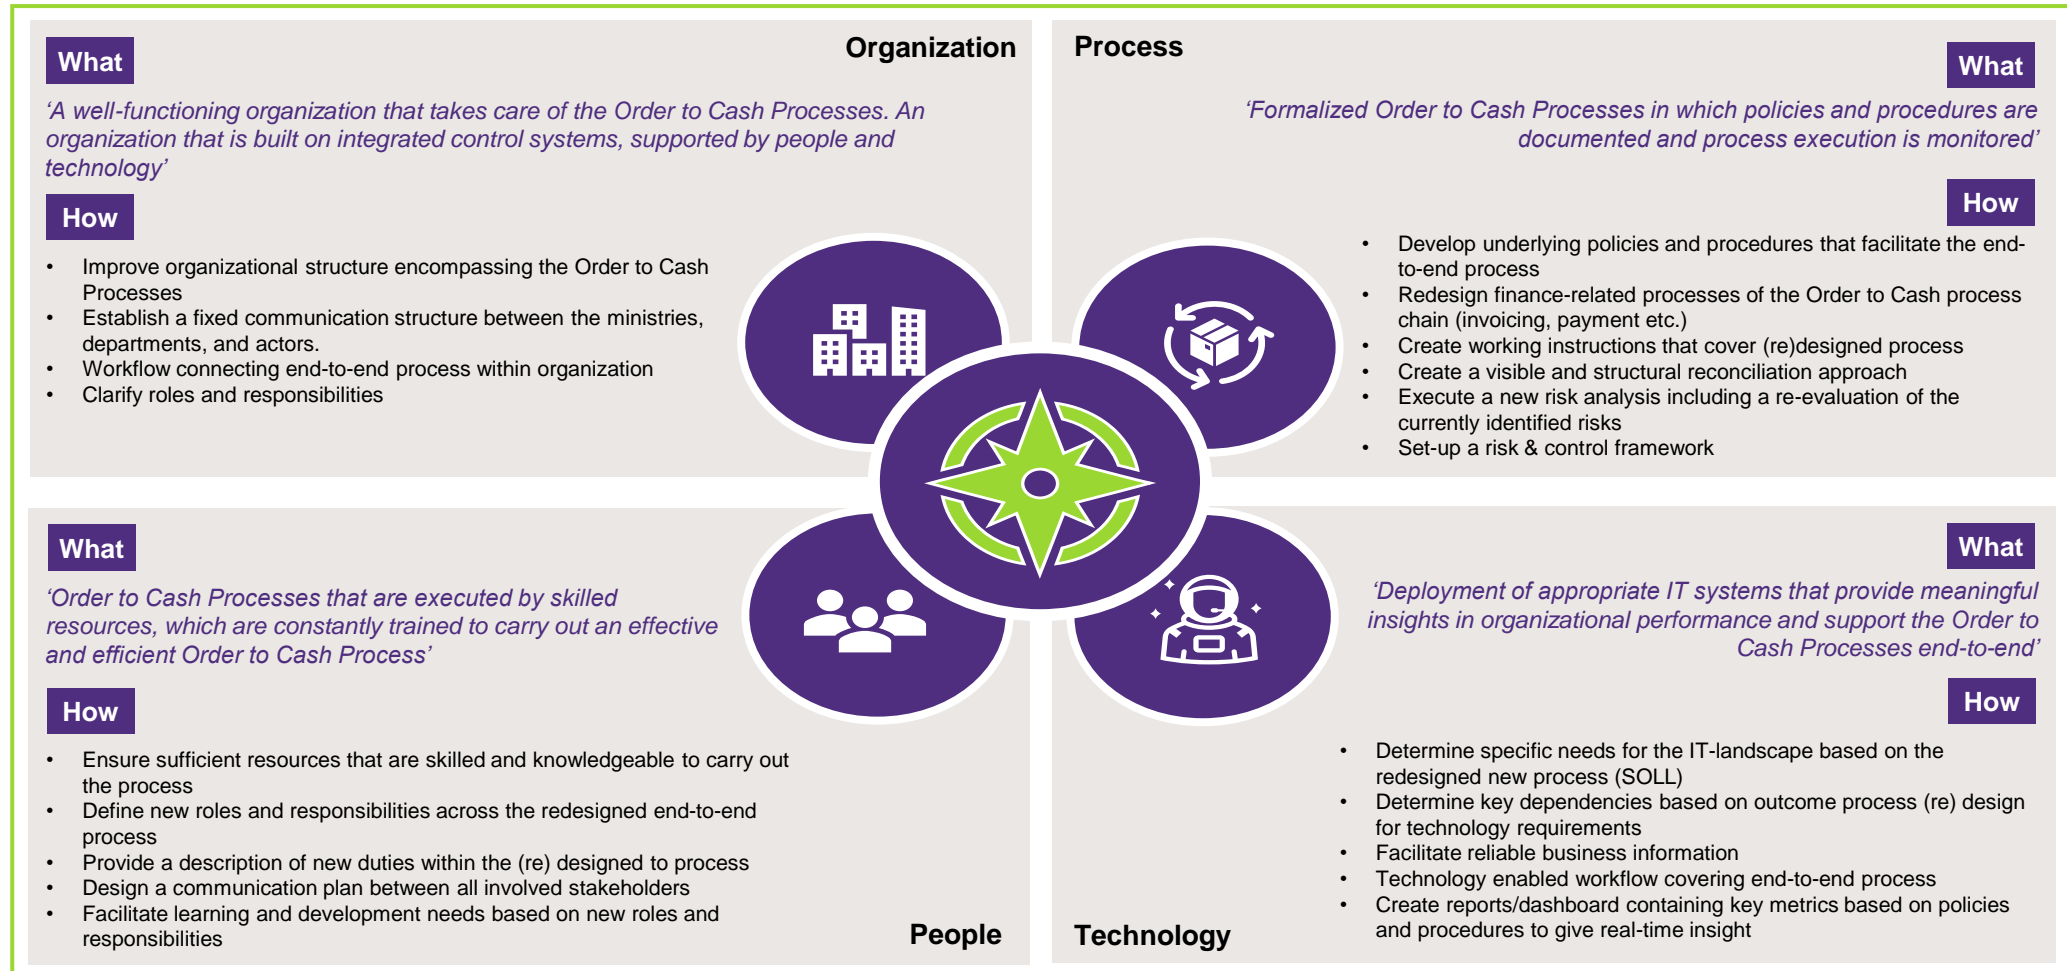 Organization
What
‘A well-functioning organization that takes care of the Order to Cash Processes. An
organization that is built on integrated control systems, supported by people and
technology’
How
• Improve organizational structure encompassing the Order to Cash
Processes
• Establish a fixed communication structure between the ministries,
departments, and actors.
• Workflow connecting end-to-end process within organization
• Clarify roles and responsibilities
Process
What
‘Formalized Order to Cash Processes in which policies and procedures are
documented and process execution is monitored’
How
• Develop underlying policies and procedures that facilitate the end-
to-end process
• Redesign finance-related processes of the Order to Cash process
chain (invoicing, payment etc.)
• Create working instructions that cover (re)designed process
• Create a visible and structural reconciliation approach
• Execute a new risk analysis including a re-evaluation of the
currently identified risks
• Set-up a risk & control framework
What
‘Order to Cash Processes that are executed by skilled
resources, which are constantly trained to carry out an effective
and efficient Order to Cash Process’
How
• Ensure sufficient resources that are skilled and knowledgeable to carry out
the process
• Define new roles and responsibilities across the redesigned end-to-end
process
• Provide a description of new duties within the (re) designed to process
• Design a communication plan between all involved stakeholders
• Facilitate learning and development needs based on new roles and
responsibilities
People
What
‘Deployment of appropriate IT systems that provide meaningful
insights in organizational performance and support the Order to
Cash Processes end-to-end’
How
• Determine specific needs for the IT-landscape based on the
redesigned new process (SOLL)
• Determine key dependencies based on outcome process (re) design
for technology requirements
• Facilitate reliable business information
• Technology enabled workflow covering end-to-end process
• Create reports/dashboard containing key metrics based on policies
and procedures to give real-time insight
Technology